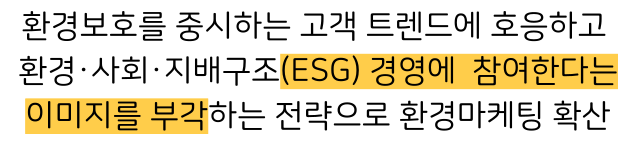 환경보호를 중시하는 고객 트렌드에 호응하고
환경·사회·지배구조(ESG) 경영에  참여한다는
이미지를 부각하는 전략으로 환경마케팅 확산